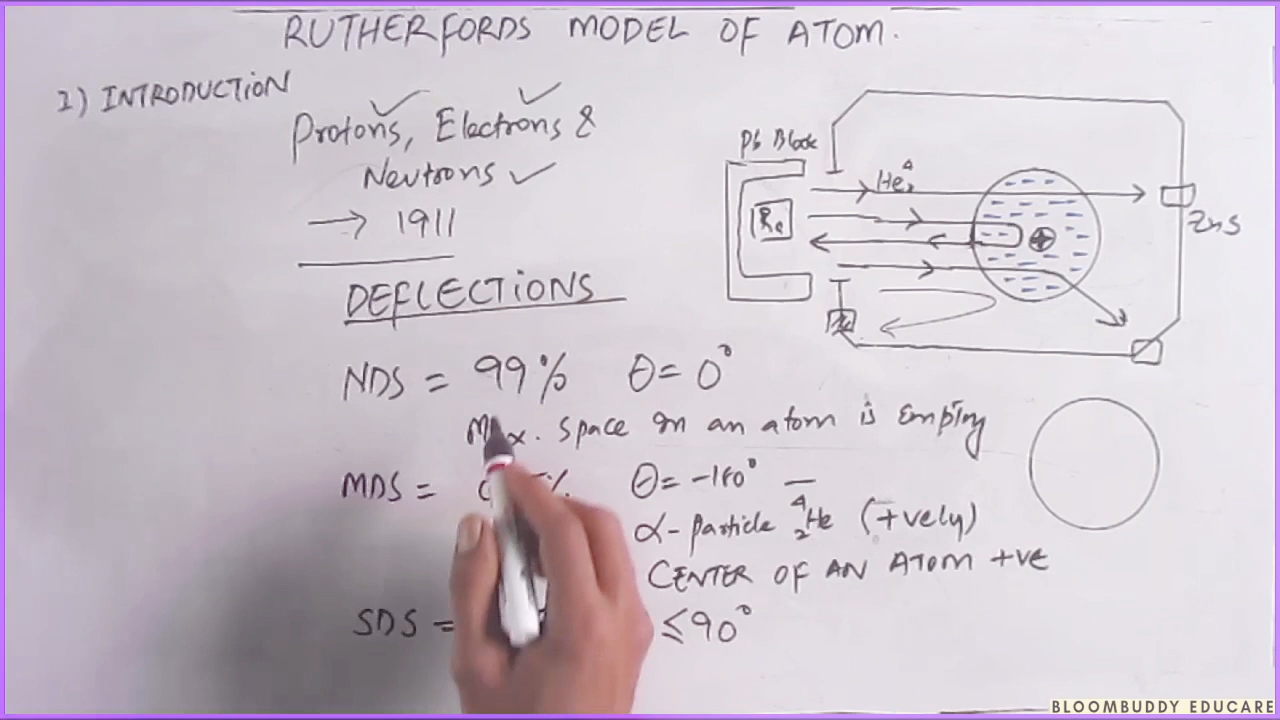 RUTHERFORDS MODEL OF ATOM.
1) INTRODUCTION
Protons, Electrons &
Neutrons
→ 1911
DEFLECTIONS
NDS = 99% θ = 0°
space in an atom is Empty
MDS = θ = -180°
α-particle ⁴₂He (+vely)
CENTER OF AN ATOM +ve
SDS = ≤90°
Pb Block
Ra
He
ZnS
BLOOMBUDDY EDUCARE